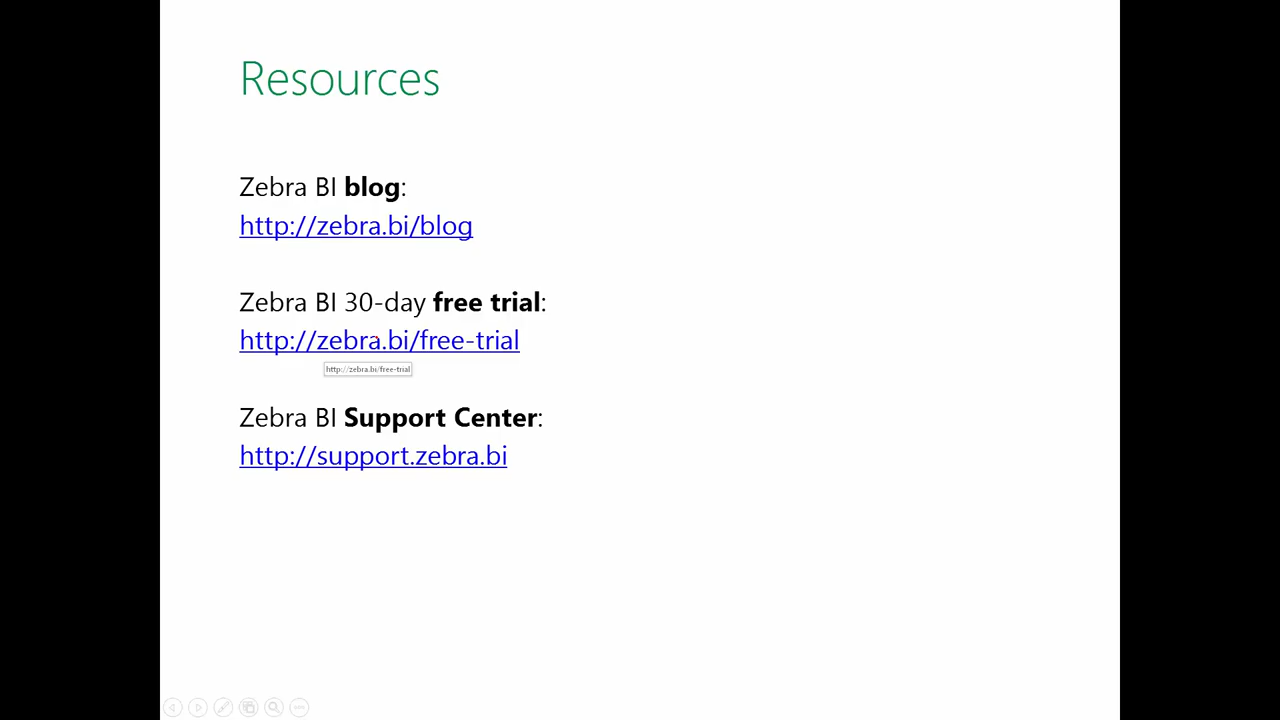 Resources
Zebra BI blog:
http://zebra.bi/blog
Zebra BI 30-day free trial:
http://zebra.bi/free-trial
http://zebra.bi/free-trial
Zebra BI Support Center:
http://support.zebra.bi